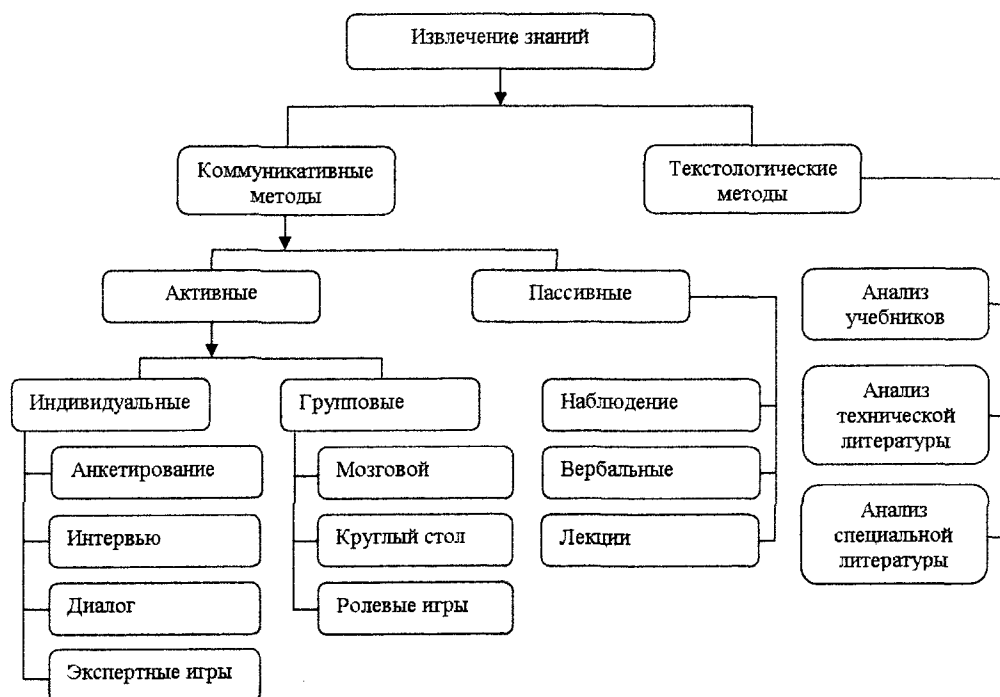 Извлечение знаний
Коммуникативные
методы
Текстологические
методы
Активные
Пассивные
Анализ
учебников
Индивидуальные
Групповые
Наблюдение
Анализ
технической
литературы
Анкетирование
Мозговой
Вербальные
Интервью
Круглый стол
Лекции
Анализ
специальной
литературы
Диалог
Ролевые игры
Экспертные игры